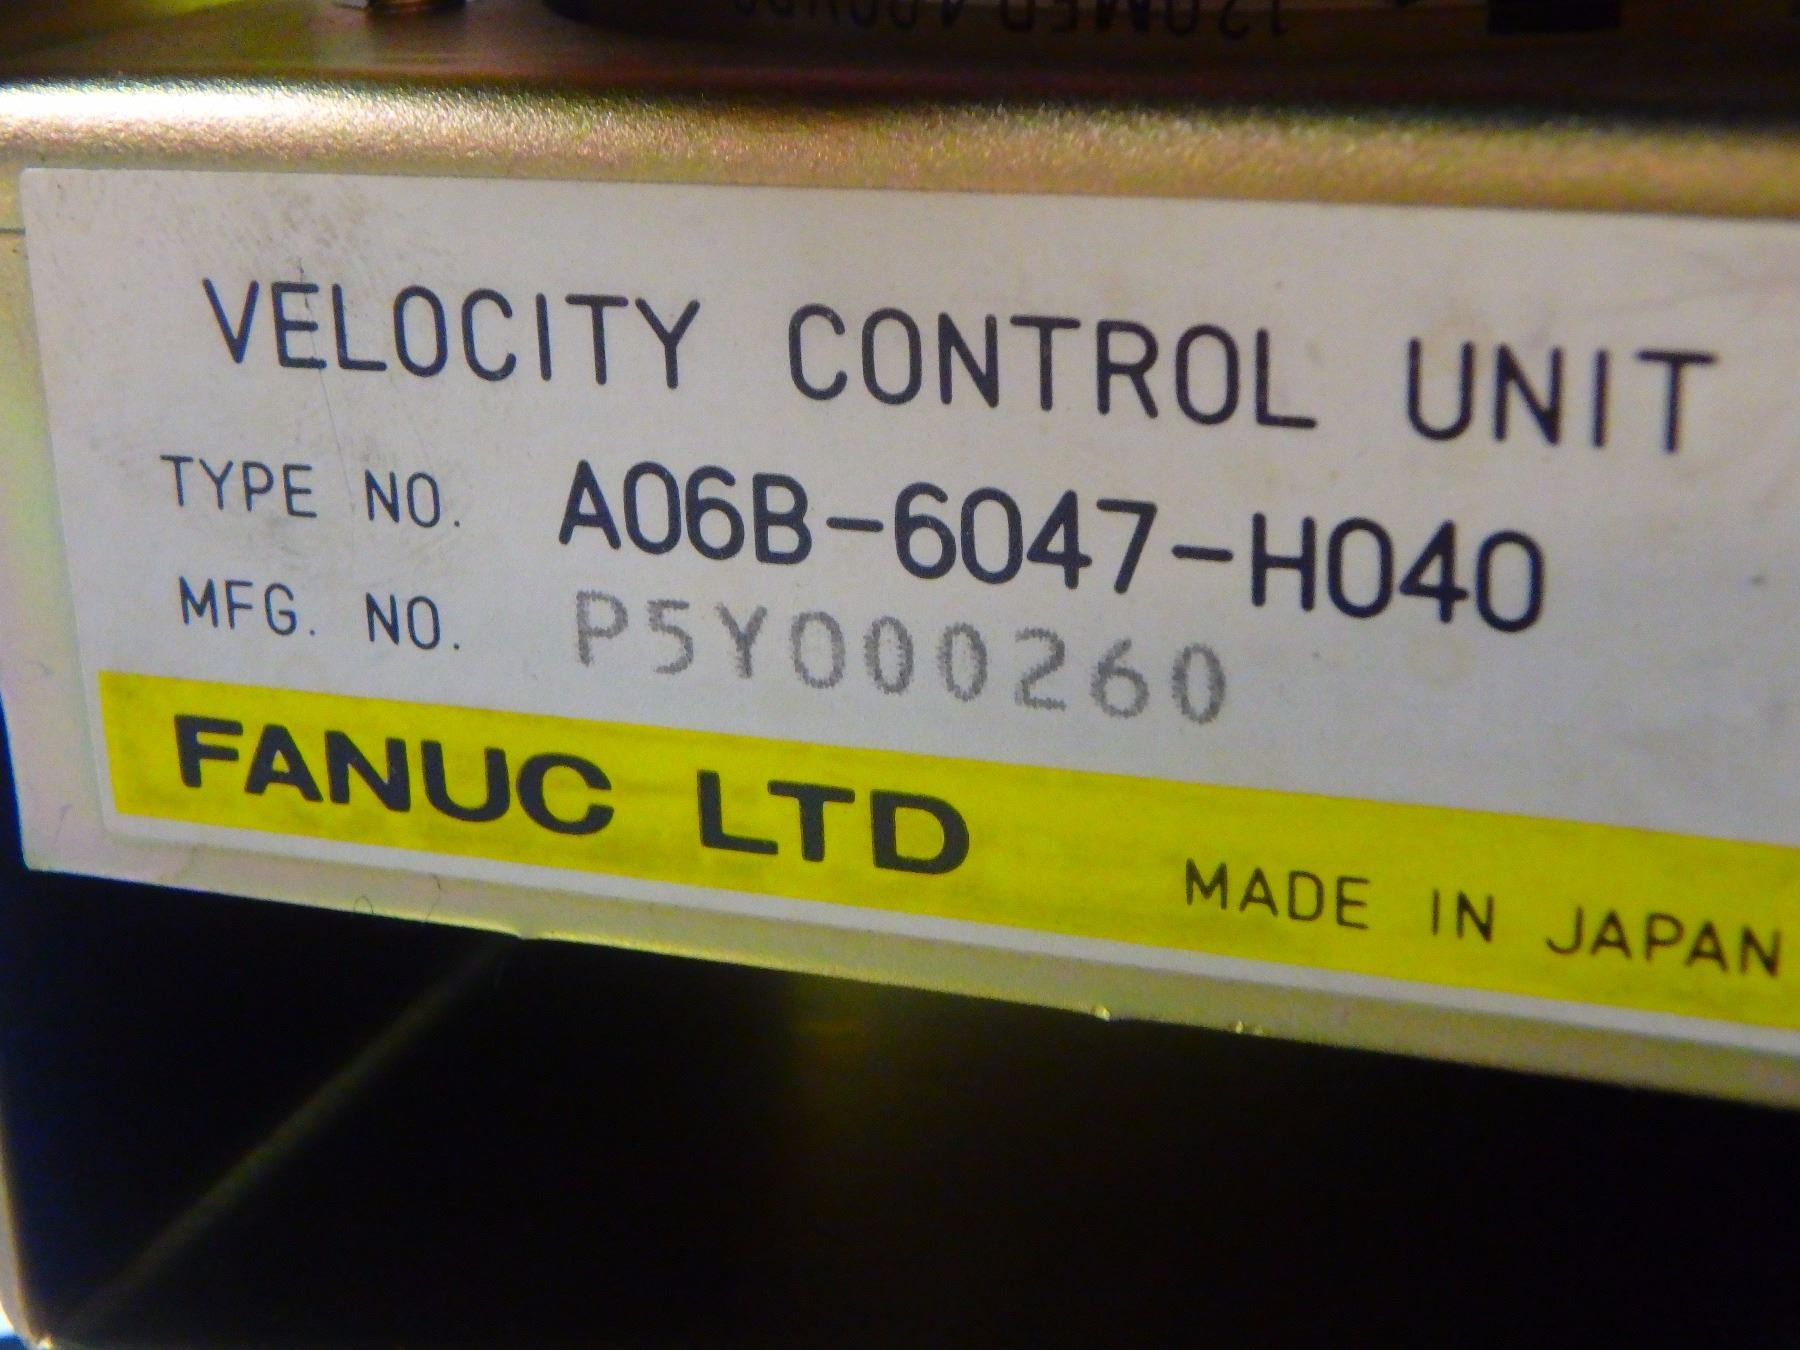 VELOCITY CONTROL UNIT
TYPE NO. A06B-6047-H040
MFG. NO. P5Y000260
FANUC LTD MADE IN JAPAN